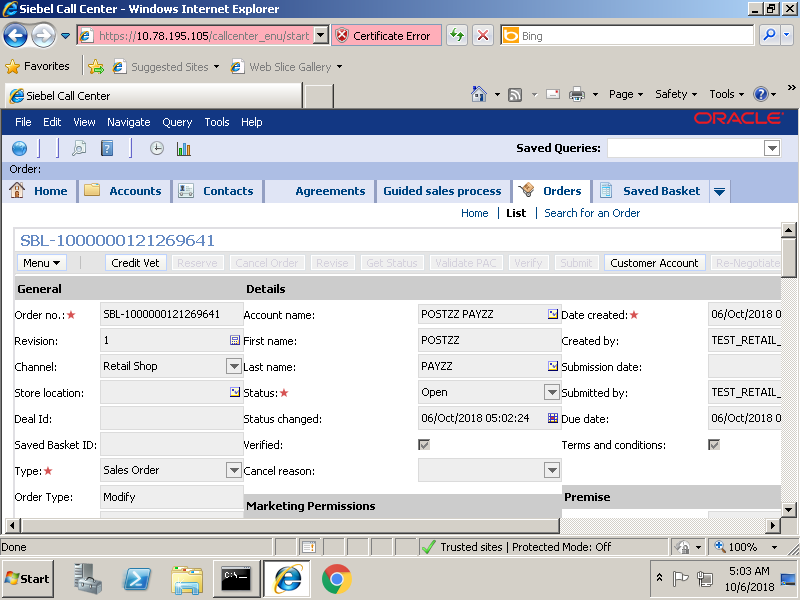 Siebel Call Center - Windows Internet Explorer
https://10.78.195.105/callcenter_enu/start Certificate Error Bing
Favorites Suggested Sites Web Slice Gallery
Siebel Call Center Page Safety Tools »
File Edit View Navigate Query Tools Help ORACLE
Saved Queries:
Order:
Home Accounts Contacts Agreements Guided sales process Orders Saved Basket
Home | List | Search for an Order
SBL-1000000121269641
Menu Credit Vet Reserve Cancel Order Revise Get Status Validate PAC Verify Submit Customer Account Re-Negotiate
General Details
Order no.:★ SBL-1000000121269641 Account name: POSTZZ PAYZZ Date created:★ 06/Oct/2018 0
Revision: 1 First name: POSTZZ Created by: TEST_RETAIL_
Channel: Retail Shop Last name: PAYZZ Submission date:
Store location: Status:★ Open Submitted by: TEST_RETAIL_
Deal Id: Status changed: 06/Oct/2018 05:02:24 Due date: 06/Oct/2018 0
Saved Basket ID: Verified: Terms and conditions:
Type:★ Sales Order Cancel reason:
Order Type: Modify Marketing Permissions Premise
Done Trusted sites | Protected Mode: Off 100%
Start C:\. 5:03 AM
10/6/2018